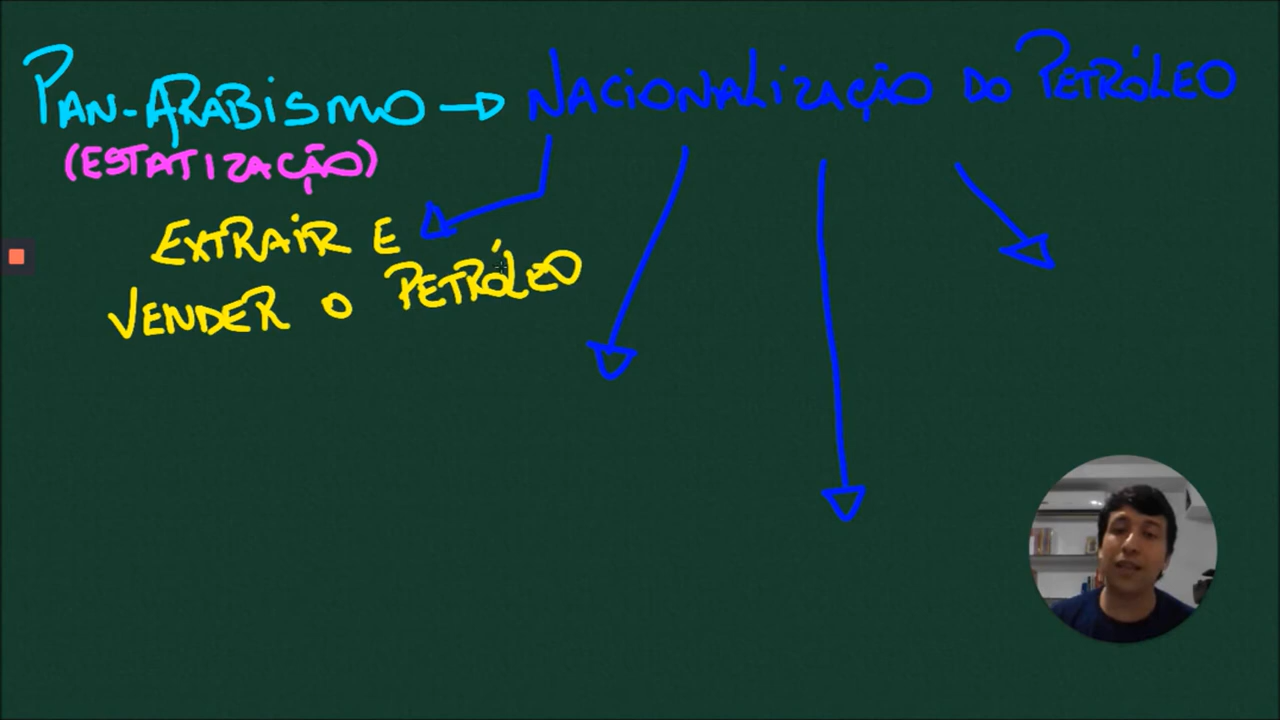 PAN-ARABISMO → NACIONALIZAÇÃO DO PETRÓLEO
(ESTATIZAÇÃO)
EXTRAIR E
VENDER O PETRÓLEO